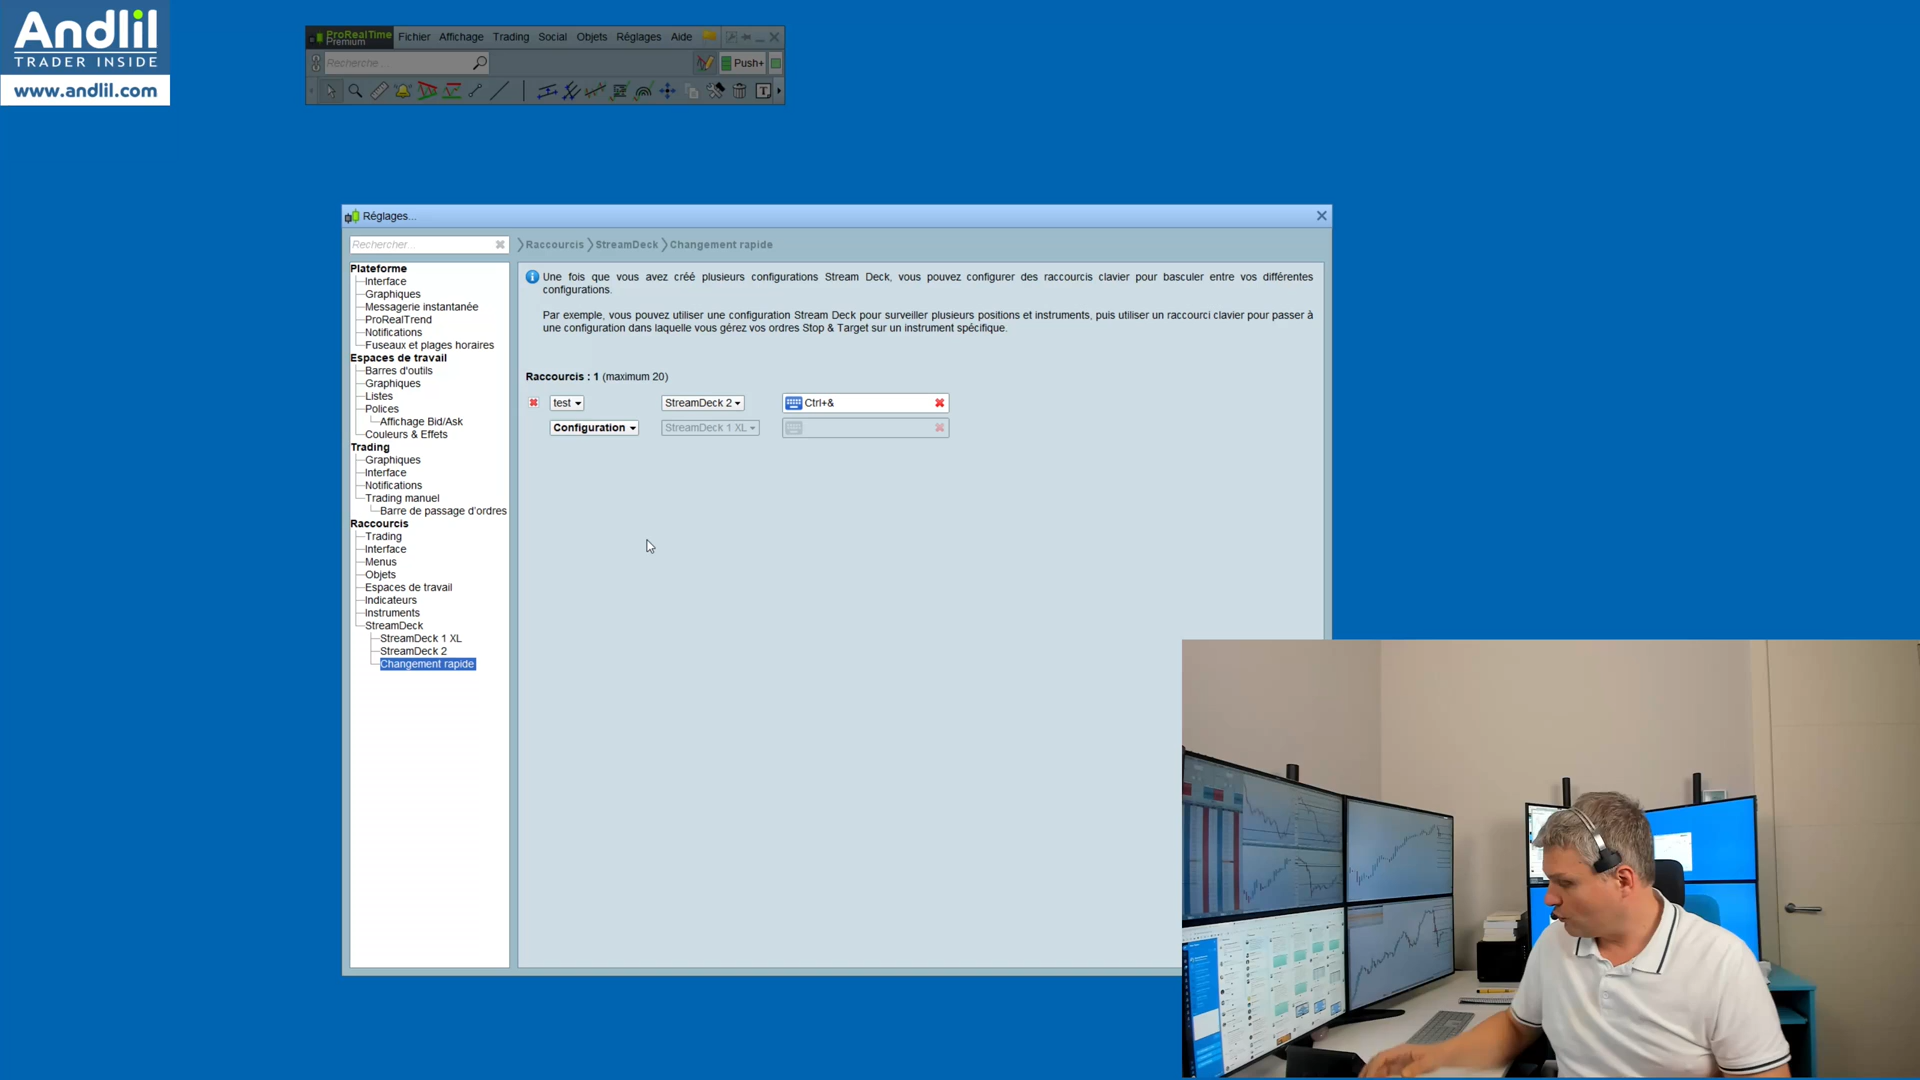 Andlil
TRADER INSIDE
www.andlil.com
ProRealTime
Premium
Fichier Affichage Trading Social Objets Réglages Aide
Recherche...
Push+
Réglages...
Rechercher...
Raccourcis StreamDeck Changement rapide
Plateforme
Interface
Graphiques
Messagerie instantanée
ProRealTrend
Notifications
Fuseaux et plages horaires
Espaces de travail
Barres d'outils
Graphiques
Listes
Polices
Affichage Bid/Ask
Couleurs & Effets
Trading
Graphiques
Interface
Notifications
Trading manuel
Barre de passage d'ordres
Raccourcis
Trading
Interface
Menus
Objets
Espaces de travail
Indicateurs
Instruments
StreamDeck
StreamDeck 1 XL
StreamDeck 2
Changement rapide
Une fois que vous avez créé plusieurs configurations Stream Deck, vous pouvez configurer des raccourcis clavier pour basculer entre vos différentes
configurations.
Par exemple, vous pouvez utiliser une configuration Stream Deck pour surveiller plusieurs positions et instruments, puis utiliser un raccourci clavier pour passer à
une configuration dans laquelle vous gérez vos ordres Stop & Target sur un instrument spécifique.
Raccourcis : 1 (maximum 20)
test StreamDeck 2 Ctrl+&
Configuration StreamDeck 1 XL